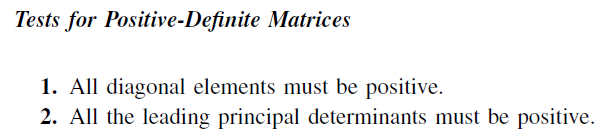 Tests for Positive-Definite Matrices
1. All diagonal elements must be positive.
2. All the leading principal determinants must be positive.